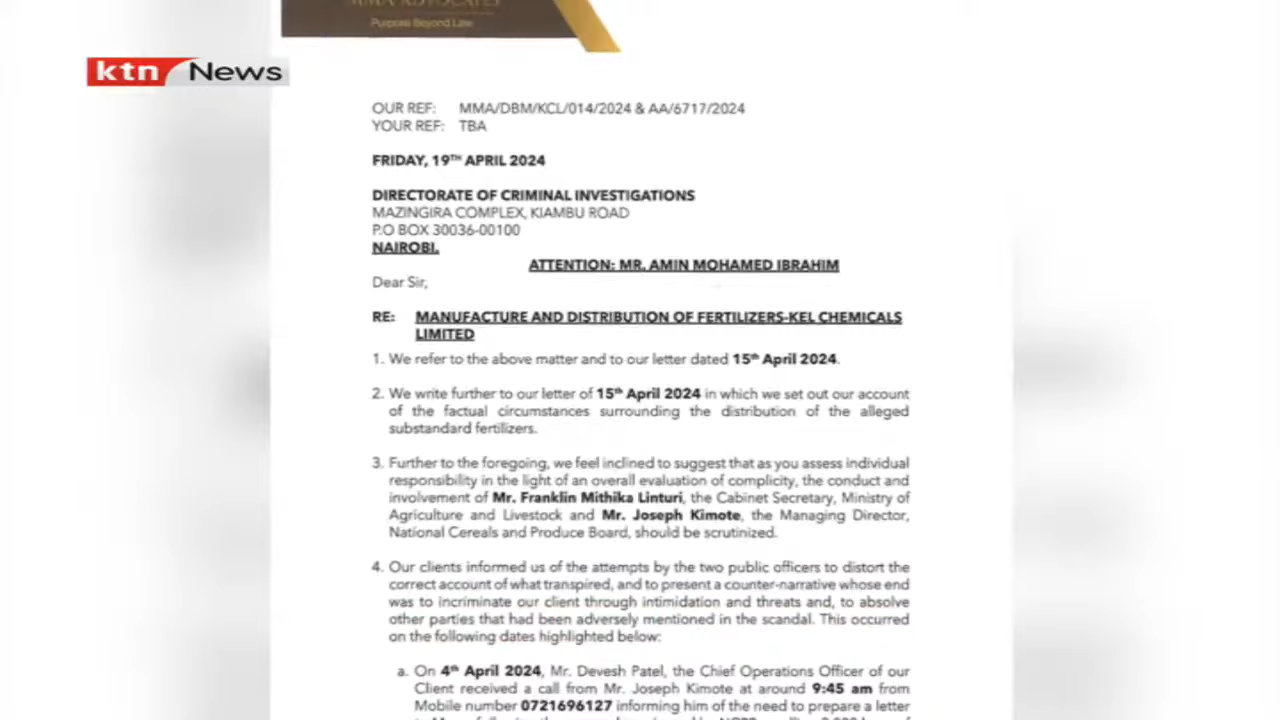 MMA ADVOCATES
Purpose Beyond Law
ktn News
OUR REF: MMA/DBM/KCL/014/2024 & AA/6717/2024
YOUR REF: TBA
FRIDAY, 19TH APRIL 2024
DIRECTORATE OF CRIMINAL INVESTIGATIONS
MAZINGIRA COMPLEX, KIAMBU ROAD
P.O BOX 30036-00100
NAIROBI.
ATTENTION: MR. AMIN MOHAMED IBRAHIM
Dear Sir,
RE: MANUFACTURE AND DISTRIBUTION OF FERTILIZERS-KEL CHEMICALS
LIMITED
1. We refer to the above matter and to our letter dated 15th April 2024.
2. We write further to our letter of 15th April 2024 in which we set out our account
of the factual circumstances surrounding the distribution of the alleged
substandard fertilizers.
3. Further to the foregoing, we feel inclined to suggest that as you assess individual
responsibility in the light of an overall evaluation of complicity, the conduct and
involvement of Mr. Franklin Mithika Linturi, the Cabinet Secretary, Ministry of
Agriculture and Livestock and Mr. Joseph Kimote, the Managing Director,
National Cereals and Produce Board, should be scrutinized.
4. Our clients informed us of the attempts by the two public officers to distort the
correct account of what transpired, and to present a counter-narrative whose end
was to incriminate our client through intimidation and threats and, to absolve
other parties that had been adversely mentioned in the scandal. This occurred
on the following dates highlighted below:
a. On 4th April 2024, Mr. Devesh Patel, the Chief Operations Officer of our
Client received a call from Mr. Joseph Kimote at around 9:45 am from
Mobile number 0721696127 informing him of the need to prepare a letter